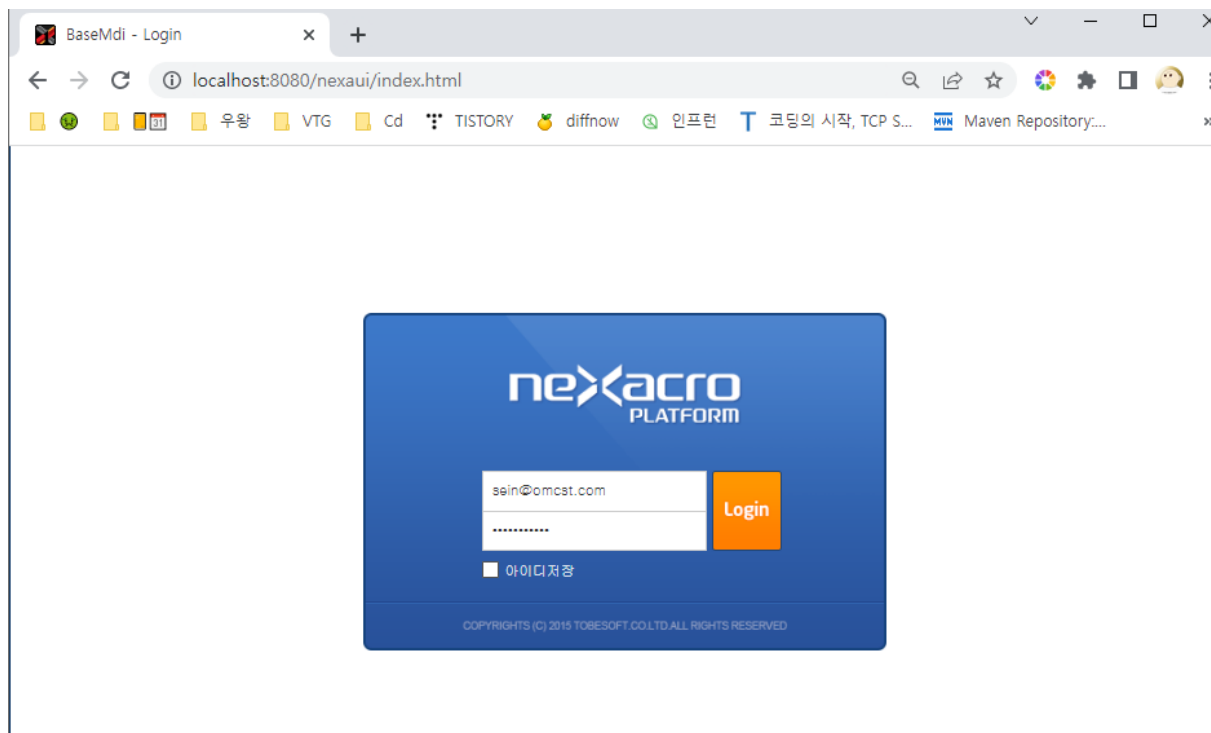 BaseMdi - Login
localhost:8080/nexaui/index.html
31 우왕 VTG Cd TISTORY diffnow 인프런 T 코딩의 시작, TCP S... MVN Maven Repository:...
nexacro
PLATFORM
sein@omcst.com
Login
아이디저장
COPYRIGHTS (C) 2015 TOBESOFT.CO.LTD.ALL RIGHTS RESERVED